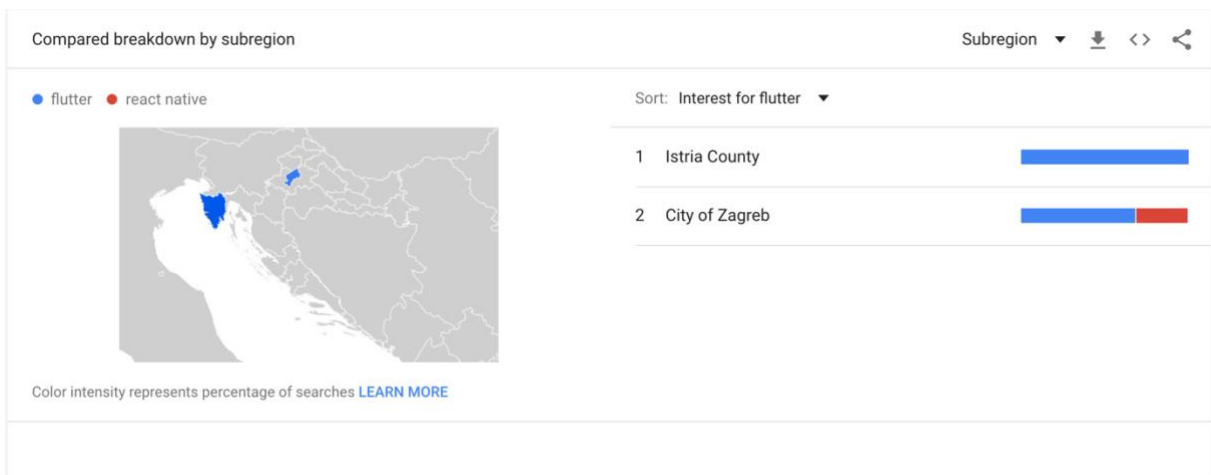 Compared breakdown by subregion
Subregion
flutter react native
Sort: Interest for flutter
1 Istria County
2 City of Zagreb
Color intensity represents percentage of searches LEARN MORE